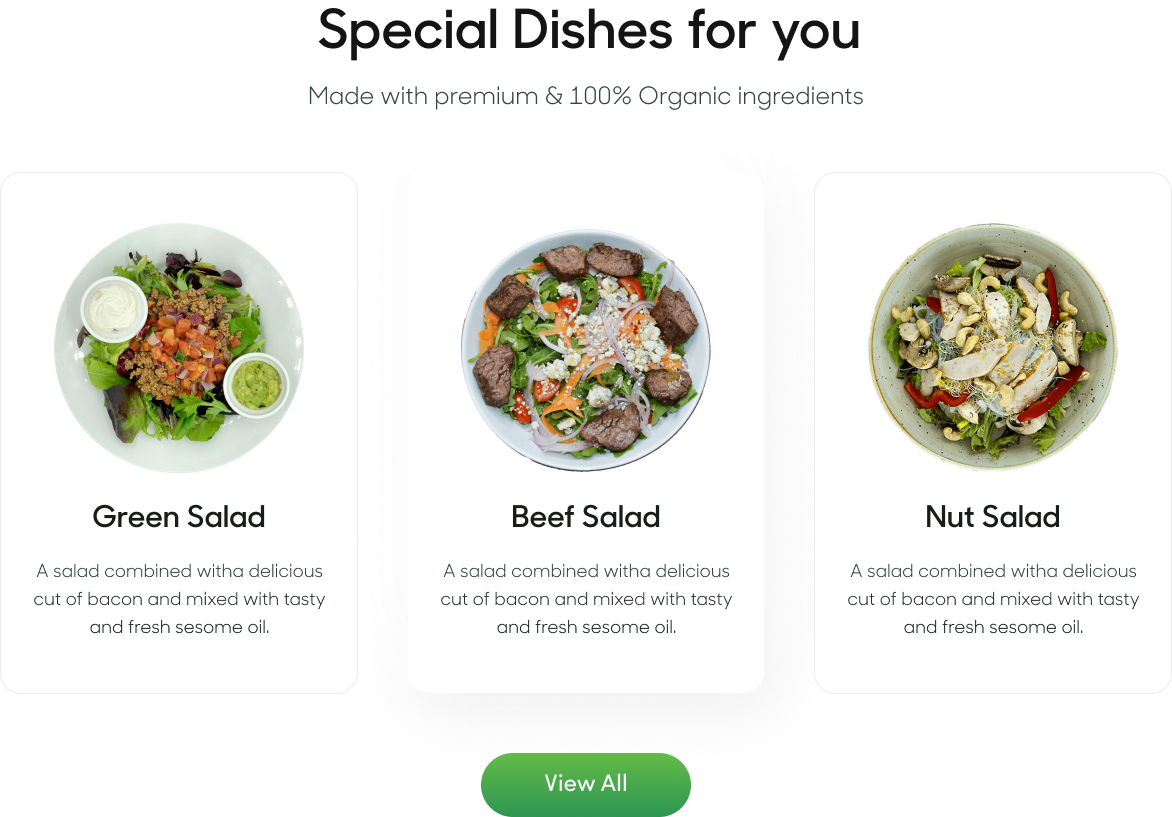 Special Dishes for you
Made with premium & 100% Organic ingredients
Green Salad
A salad combined witha delicious
cut of bacon and mixed with tasty
and fresh sesome oil.
Beef Salad
A salad combined witha delicious
cut of bacon and mixed with tasty
and fresh sesome oil.
Nut Salad
A salad combined witha delicious
cut of bacon and mixed with tasty
and fresh sesome oil.
View All